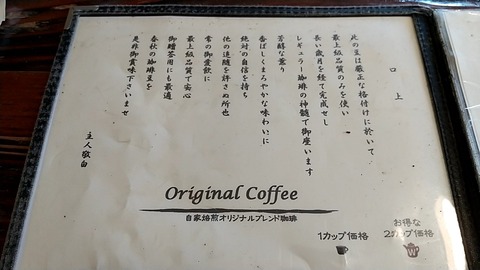 口上
此の豆は厳正な格付けに於いて
最上級品質のみを使い
長い歳月を経て完成せし
レギュラー珈琲の神髄で御座います
芳醇な薫り
香ばしくまろやかな味わいに
絶対の自信を持ち
他の追随を許さぬ所也
常の御愛飲に
最上級品質で安心
御贈答用にも最適
春秋の珈琲豆を
是非御賞味下さいませ
主人敬白
Original Coffee
自家焙煎オリジナルブレンド珈琲
1カップ価格
お得な
2カップ価格